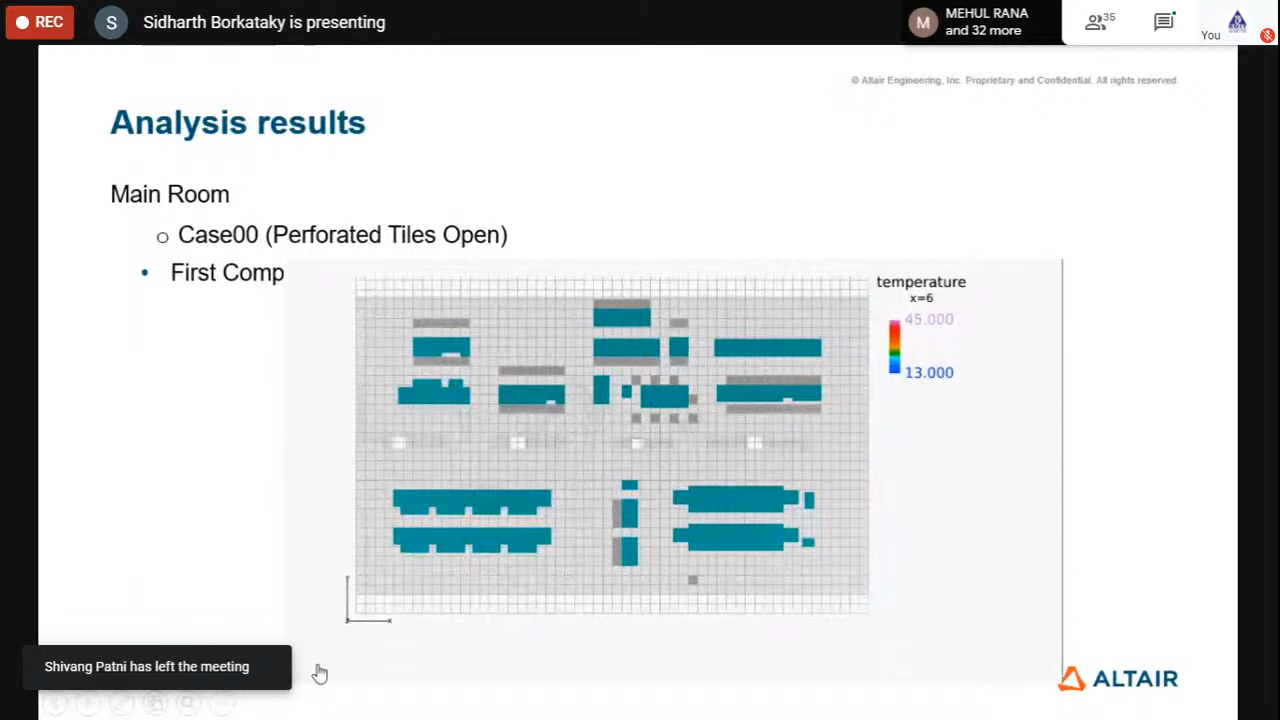 REC
S
Sidharth Borkataky is presenting
M
MEHUL RANA
and 32 more
35
You
© Altair Engineering, Inc. Proprietary and Confidential. All rights reserved.
Analysis results
Main Room
o Case00 (Perforated Tiles Open)
• First Comp
temperature
x=6
45.000
13.000
Shivang Patni has left the meeting
ALTAIR